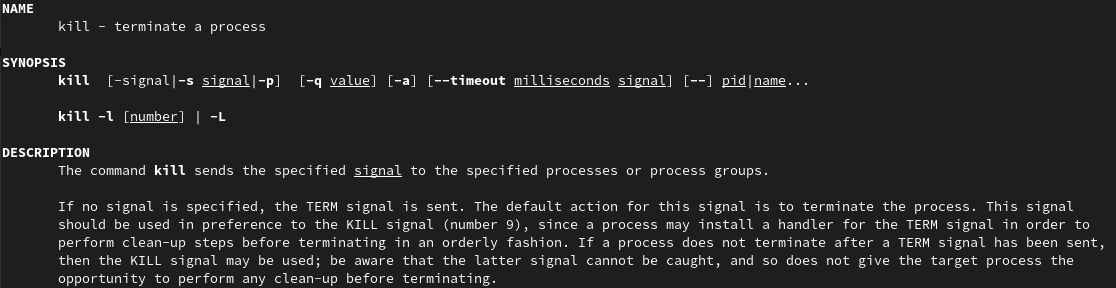 NAME
kill - terminate a process
SYNOPSIS
kill [-signal|-s signal|-p] [-q value] [-a] [--timeout milliseconds signal] [--] pid|name...
kill -l [number] | -L
DESCRIPTION
The command kill sends the specified signal to the specified processes or process groups.
If no signal is specified, the TERM signal is sent. The default action for this signal is to terminate the process. This signal
should be used in preference to the KILL signal (number 9), since a process may install a handler for the TERM signal in order to
perform clean-up steps before terminating in an orderly fashion. If a process does not terminate after a TERM signal has been sent,
then the KILL signal may be used; be aware that the latter signal cannot be caught, and so does not give the target process the
opportunity to perform any clean-up before terminating.